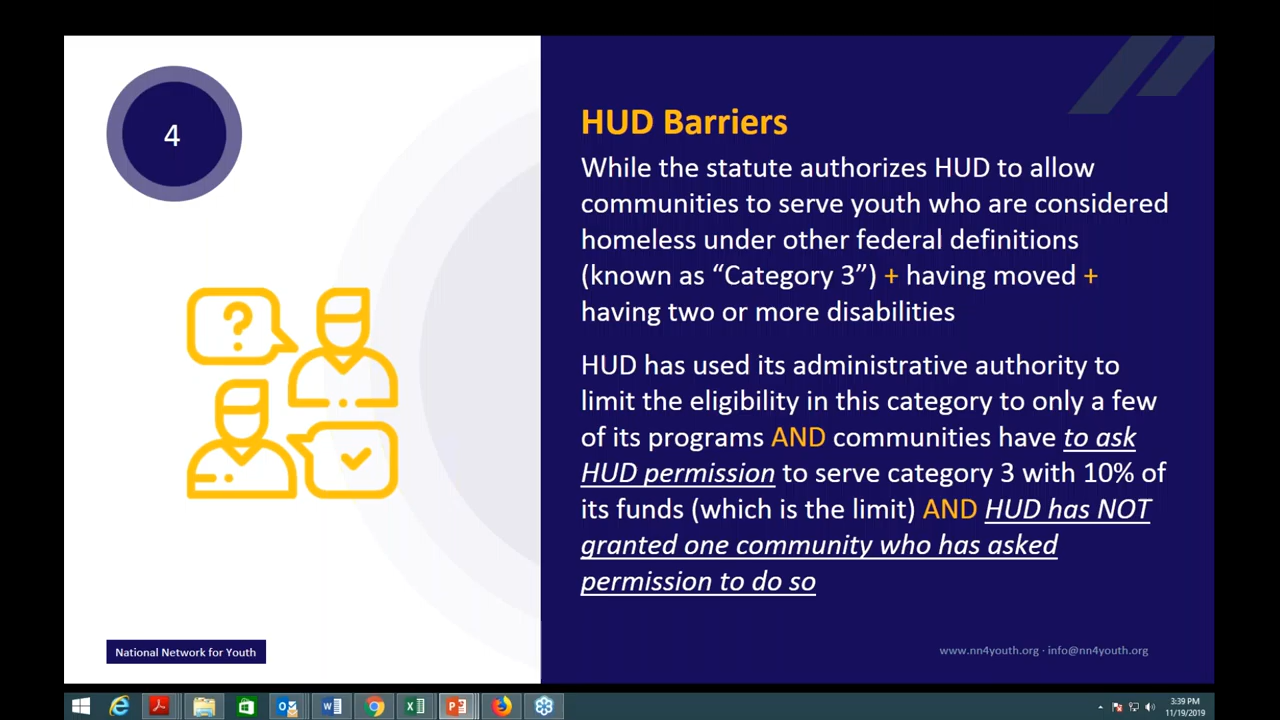 4
HUD Barriers
While the statute authorizes HUD to allow
communities to serve youth who are considered
homeless under other federal definitions
(known as “Category 3”) + having moved +
having two or more disabilities
HUD has used its administrative authority to
limit the eligibility in this category to only a few
of its programs AND communities have to ask
HUD permission to serve category 3 with 10% of
its funds (which is the limit) AND HUD has NOT
granted one community who has asked
permission to do so
National Network for Youth
www.nn4youth.org · info@nn4youth.org
3:39 PM
11/19/2019